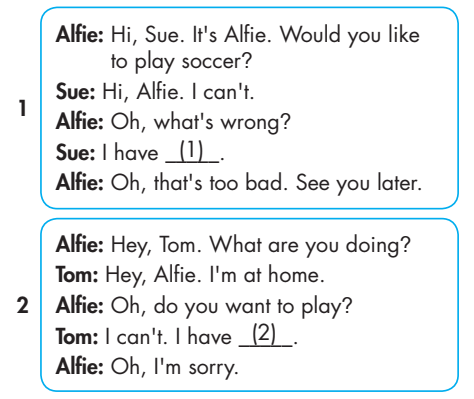 1
Alfie: Hi, Sue. It's Alfie. Would you like
to play soccer?
Sue: Hi, Alfie. I can't.
Alfie: Oh, what's wrong?
Sue: I have __(1)__.
Alfie: Oh, that's too bad. See you later.
2
Alfie: Hey, Tom. What are you doing?
Tom: Hey, Alfie. I'm at home.
Alfie: Oh, do you want to play?
Tom: I can't. I have __(2)__.
Alfie: Oh, I'm sorry.